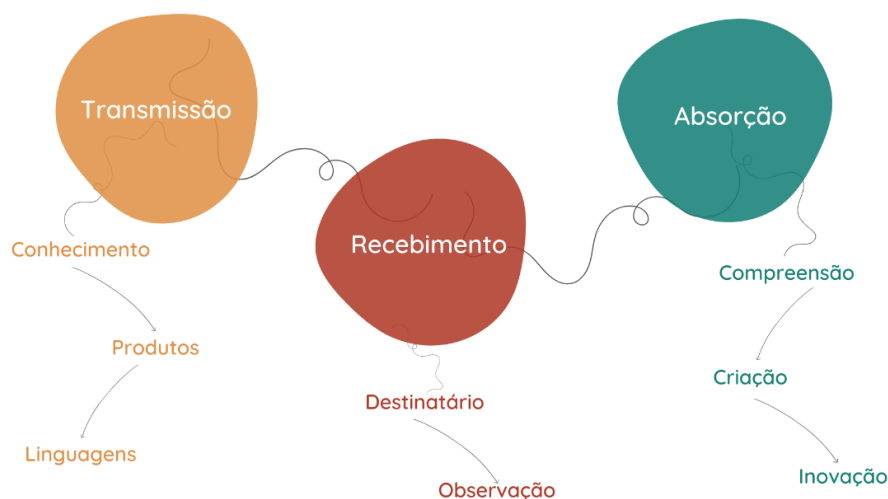 Transmissão
Conhecimento
Produtos
Linguagens
Recebimento
Destinatário
Observação
Absorção
Compreensão
Criação
Inovação